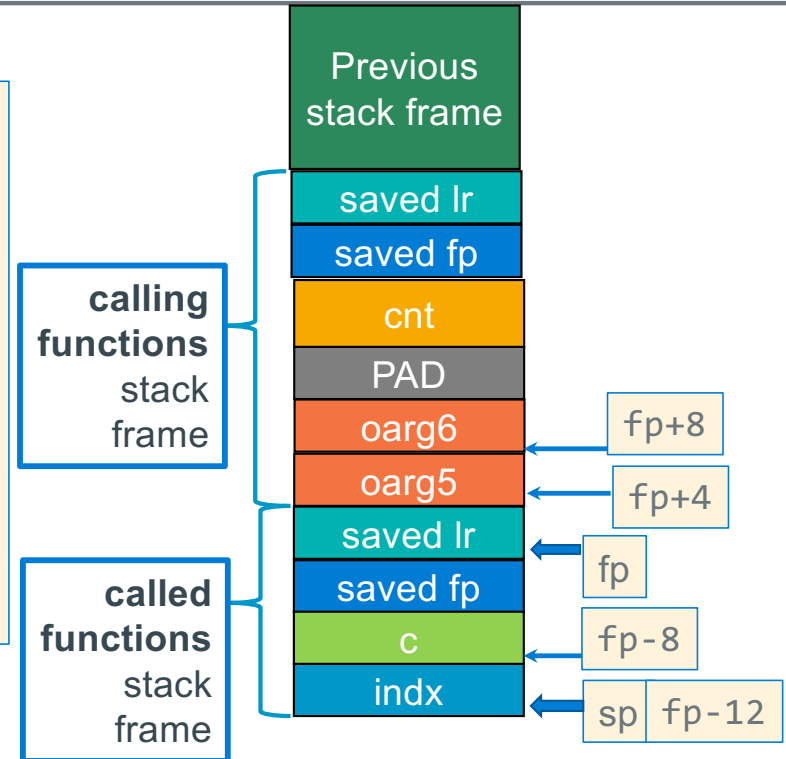 Previous
stack frame
saved lr
saved fp
calling
functions
stack
frame
cnt
PAD
oarg6
fp+8
oarg5
fp+4
saved lr
fp
called
functions
stack
frame
saved fp
c
fp-8
indx
sp
fp-12